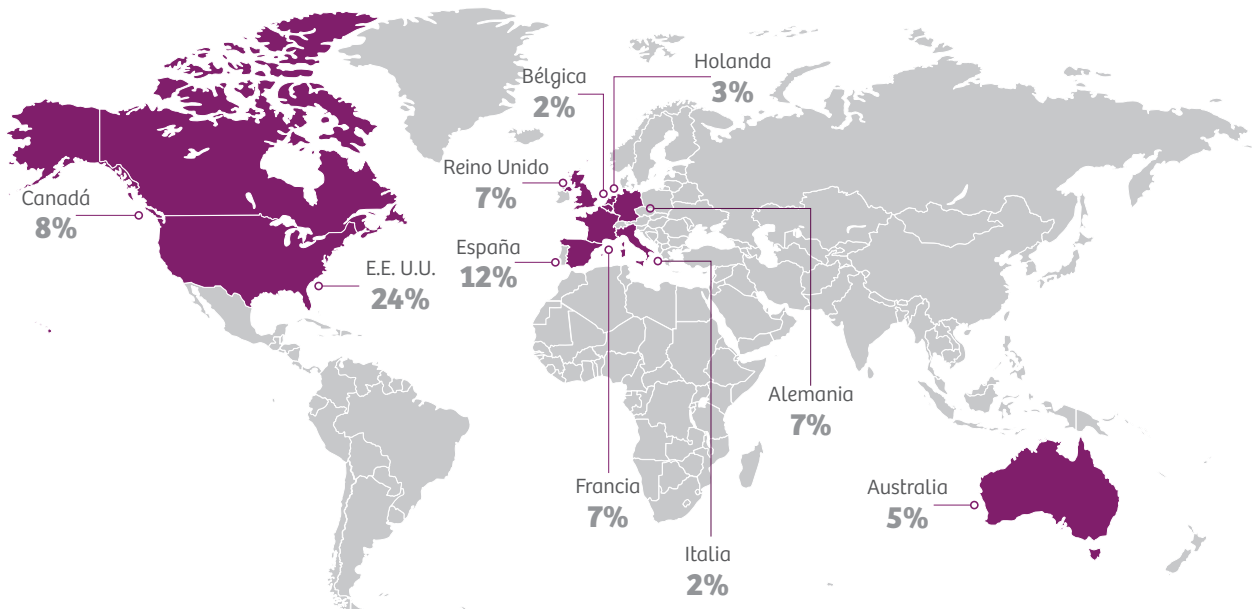 Holanda
3%
Bélgica
2%
Reino Unido
7%
Canadá
8%
España
12%
E.E. U.U.
24%
Alemania
7%
Francia
7%
Australia
5%
Italia
2%